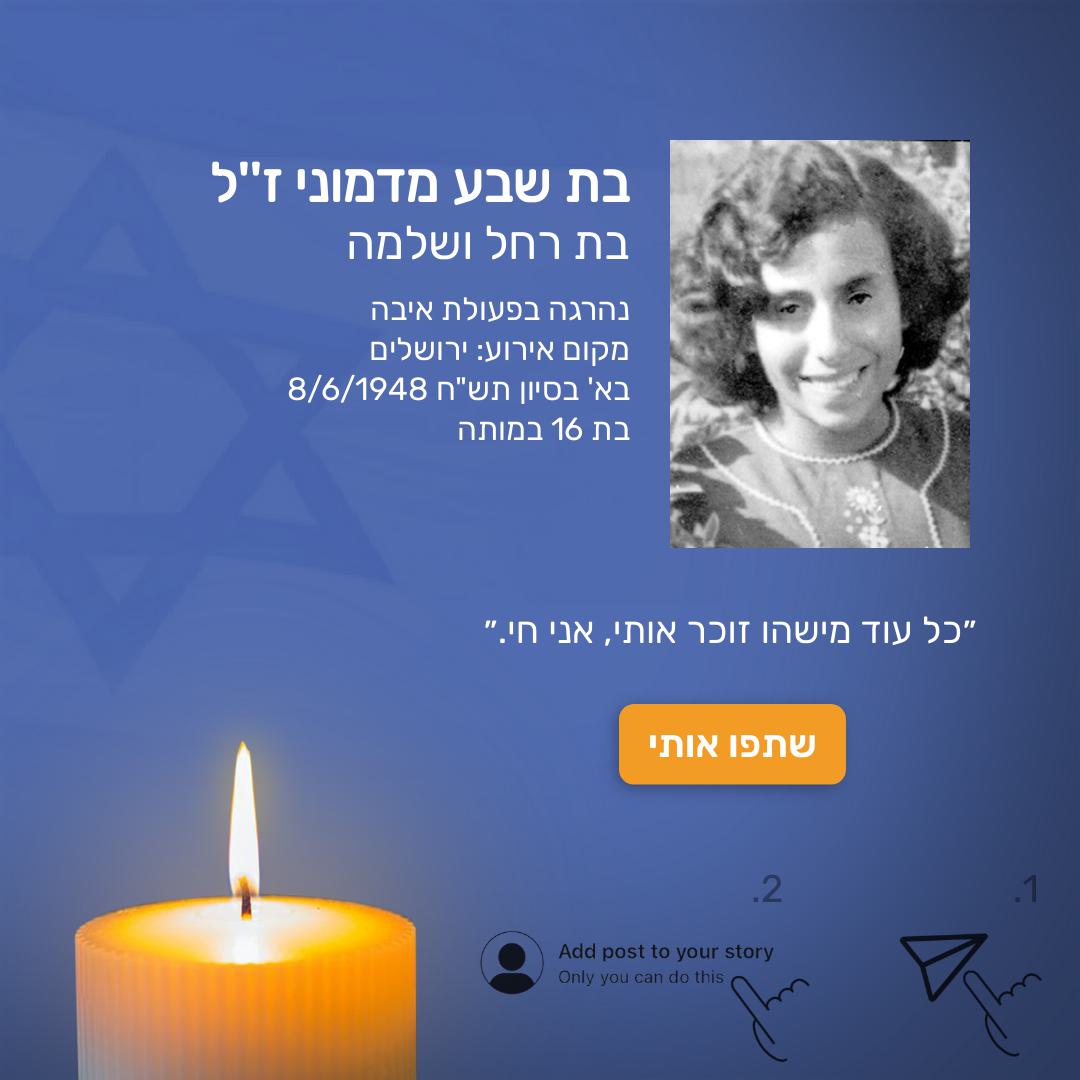 בת שבע מדמוני ז"ל
בת רחל ושלמה
נהרגה בפעולת איבה
מקום אירוע: ירושלים
בא' בסיון תש"ח 8/6/1948
בת 16 במותה
״כל עוד מישהו זוכר אותי, אני חי.״
שתפו אותי
1.
2.
Add post to your story
Only you can do this